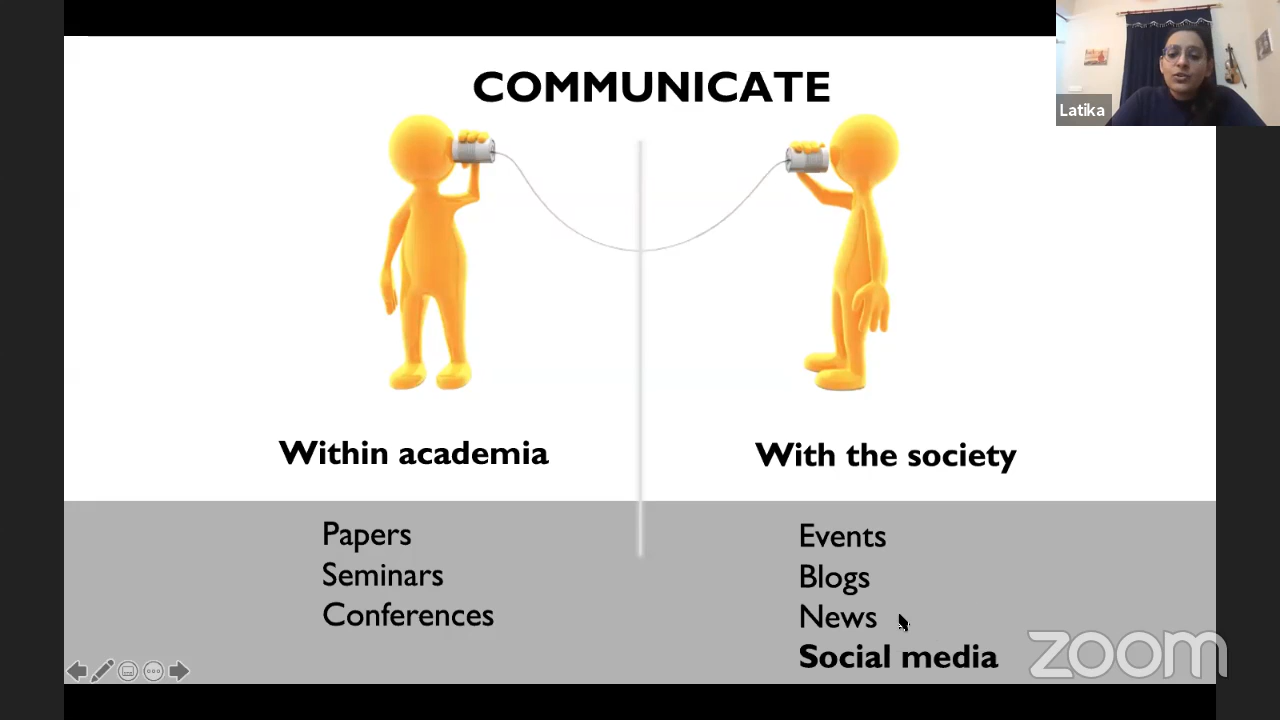 COMMUNICATE
Latika
Within academia
Papers
Seminars
Conferences
With the society
Events
Blogs
News
Social media
zoom